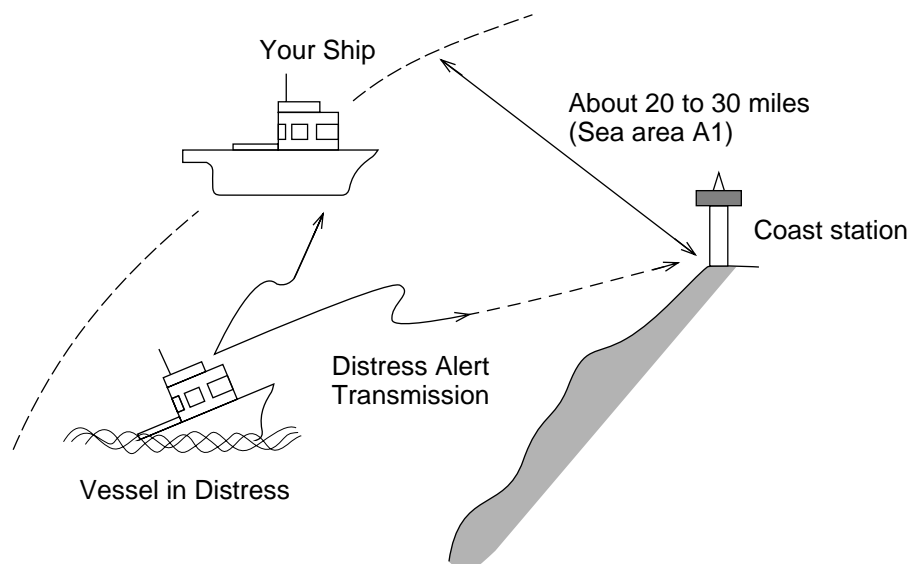 Your Ship
About 20 to 30 miles
(Sea area A1)
Coast station
Distress Alert
Transmission
Vessel in Distress